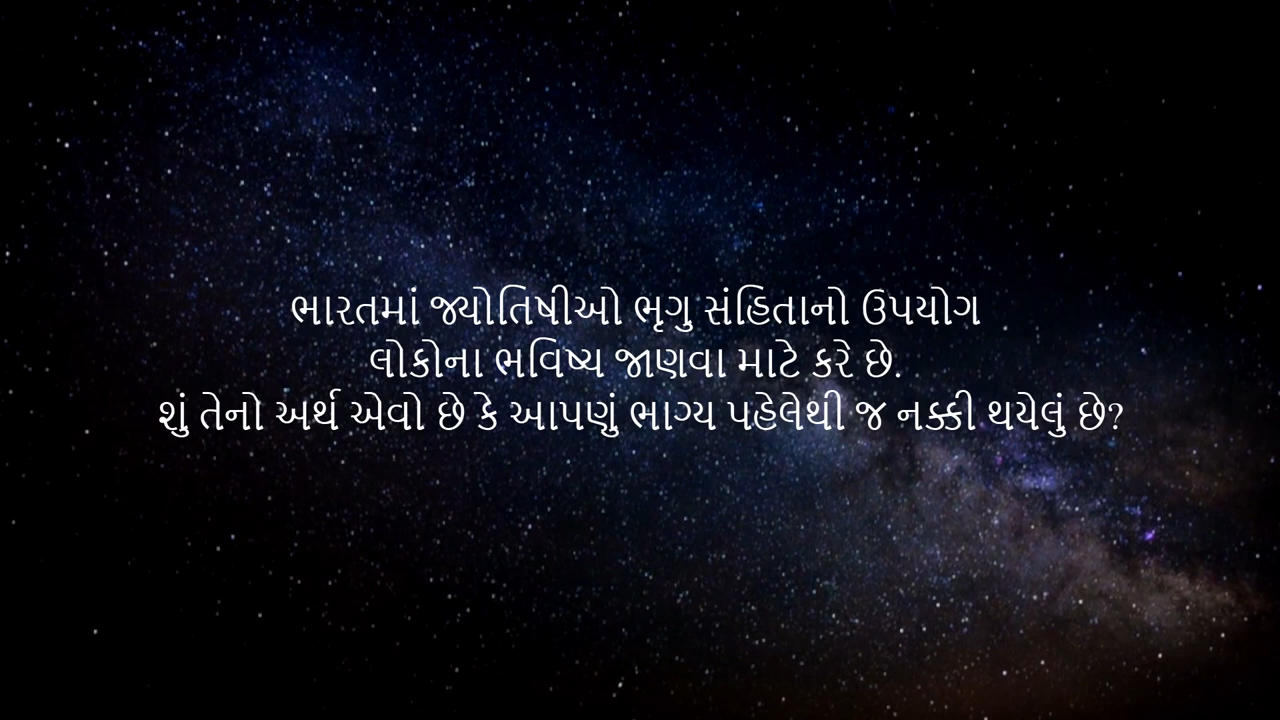 ભારતમાં જ્યોતિષીઓ ભૃગુ સંહિતાનો ઉપયોગ
લોકોના ભવિષ્ય જાણવા માટે કરે છે.
શું તેનો અર્થ એવો છે કે આપણું ભાગ્ય પહેલેથી જ નક્કી થયેલું છે?